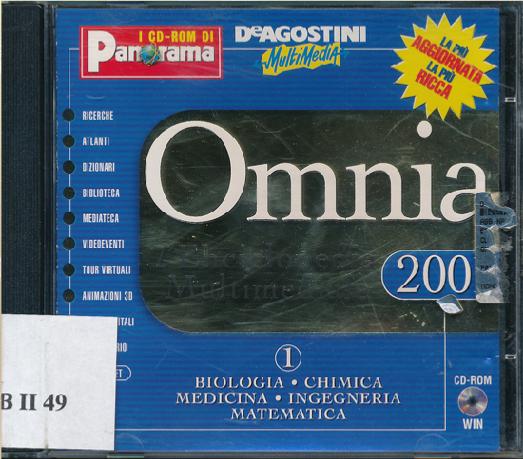 I CD-ROM DI
Panorama
DeAGOSTINI
MULTIMEDIA
LA PIÙ
AGGIORNATA
LA PIÙ
RICCA
RICERCHE
ATLANTI
DIZIONARI
BIBLIOTECA
MEDIATECA
VIDEOEVENTI
TOUR VIRTUALI
ANIMAZIONI 3D
Omnia
200
1
BIOLOGIA • CHIMICA
MEDICINA • INGEGNERIA
MATEMATICA
CD-ROM
WIN
B II 49